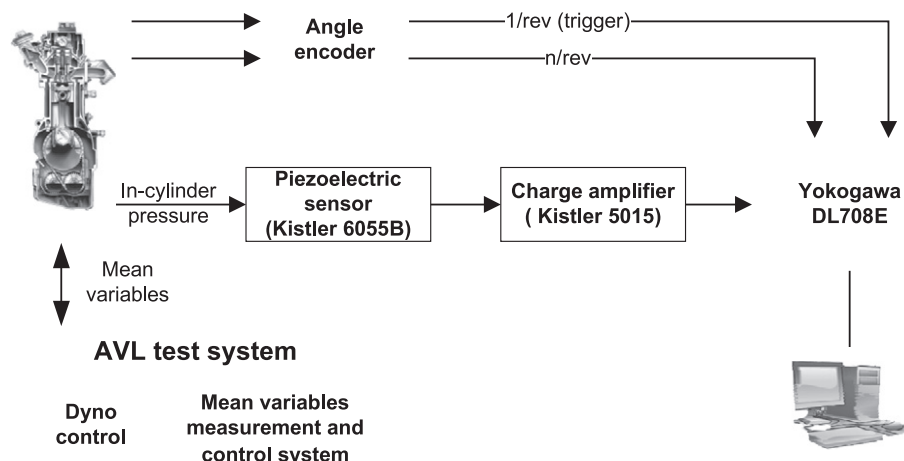 Angle
encoder
1/rev (trigger)
n/rev
In-cylinder
pressure
Piezoelectric
sensor
(Kistler 6055B)
Charge amplifier
( Kistler 5015)
Yokogawa
DL708E
Mean
variables
AVL test system
Dyno
control
Mean variables
measurement and
control system